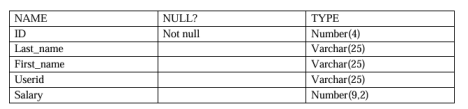 NAME NULL? TYPE
ID Not null Number(4)
Last_name Varchar(25)
First_name Varchar(25)
Userid Varchar(25)
Salary Number(9,2)